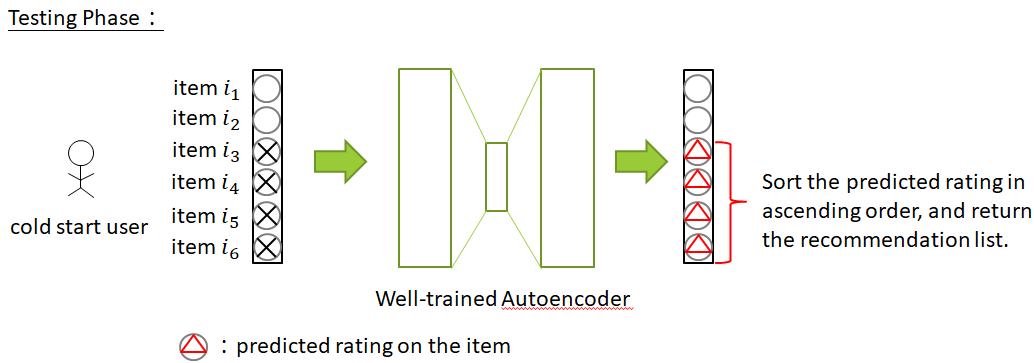 Testing Phase：
item i₁
item i₂
item i₃
item i₄
item i₅
item i₆
cold start user
Sort the predicted rating in
ascending order, and return
the recommendation list.
Well-trained Autoencoder
：predicted rating on the item